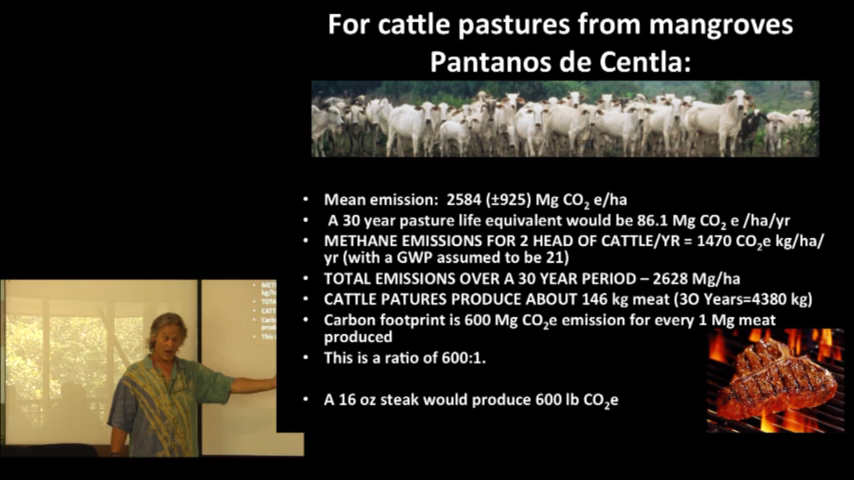 For cattle pastures from mangroves
Pantanos de Centla:
• Mean emission: 2584 (±925) Mg CO₂ e/ha
• A 30 year pasture life equivalent would be 86.1 Mg CO₂ e /ha/yr
• METHANE EMISSIONS FOR 2 HEAD OF CATTLE/YR = 1470 CO₂e kg/ha/
yr (with a GWP assumed to be 21)
• TOTAL EMISSIONS OVER A 30 YEAR PERIOD – 2628 Mg/ha
• CATTLE PATURES PRODUCE ABOUT 146 kg meat (3O Years=4380 kg)
• Carbon footprint is 600 Mg CO₂e emission for every 1 Mg meat
produced
• This is a ratio of 600:1.
• A 16 oz steak would produce 600 lb CO₂e